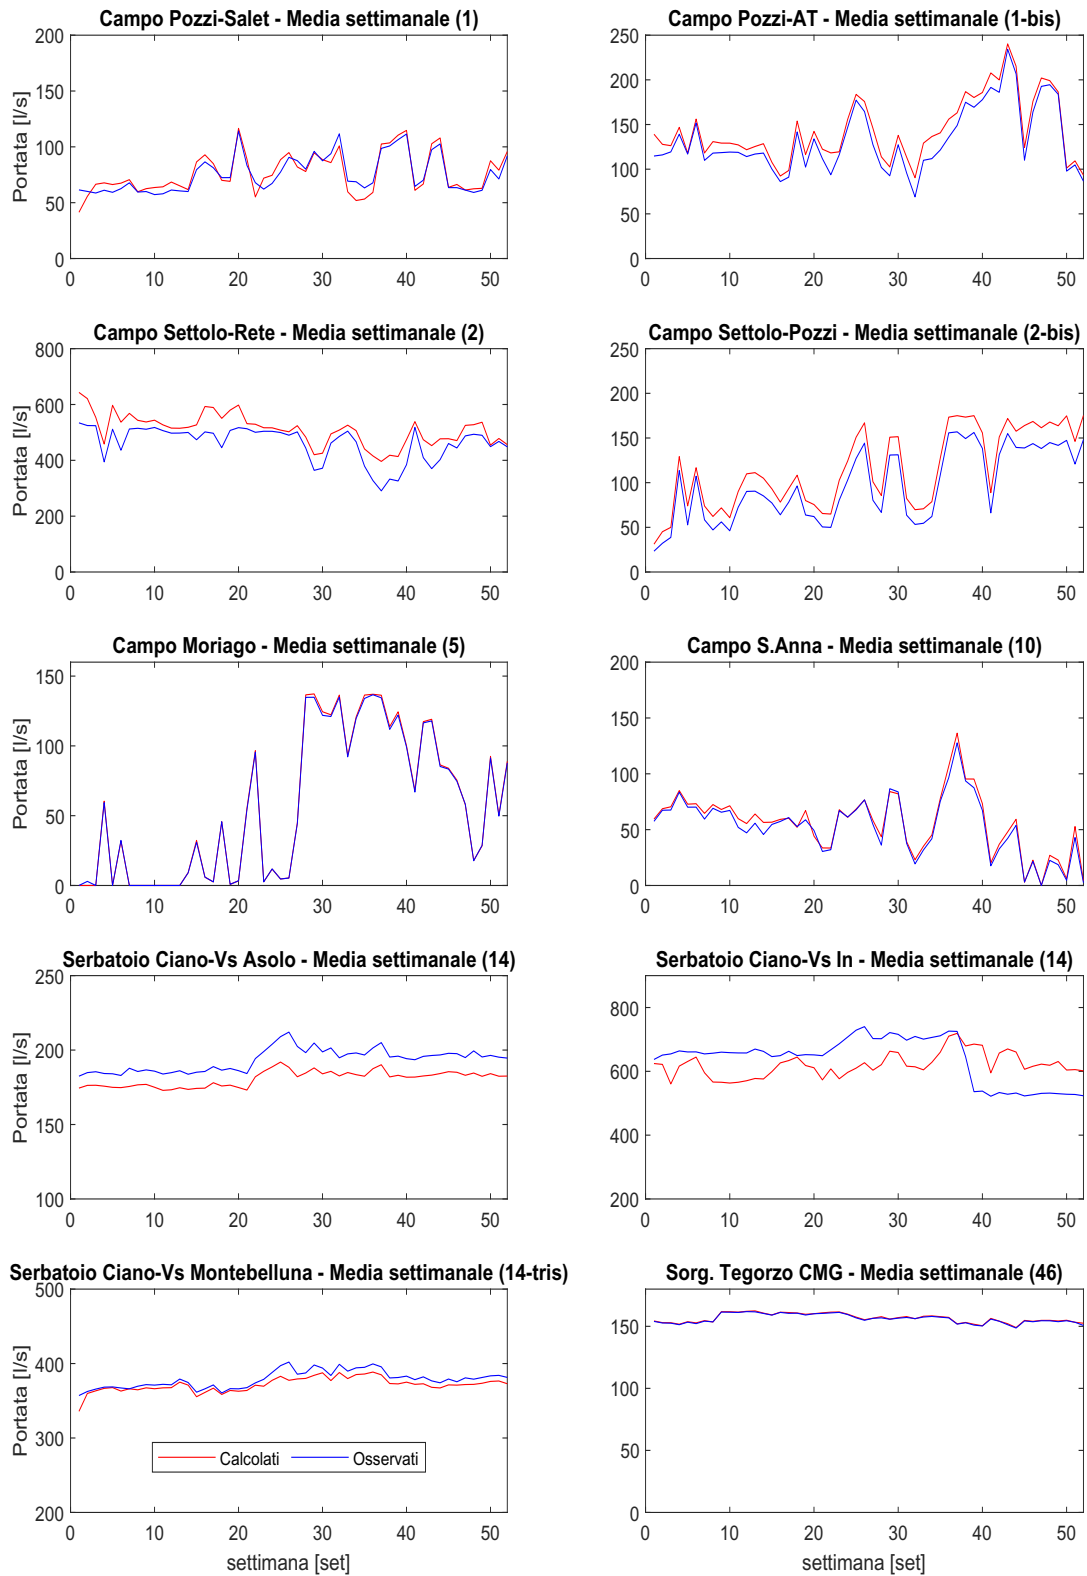 Campo Pozzi-Salet - Media settimanale (1)
Portata [l/s]
200
150
100
50
0
0 10 20 30 40 50
Campo Pozzi-AT - Media settimanale (1-bis)
250
200
150
100
50
0
0 10 20 30 40 50
Campo Settolo-Rete - Media settimanale (2)
Portata [l/s]
800
600
400
200
0
0 10 20 30 40 50
Campo Settolo-Pozzi - Media settimanale (2-bis)
250
200
150
100
50
0
0 10 20 30 40 50
Campo Moriago - Media settimanale (5)
Portata [l/s]
150
100
50
0
0 10 20 30 40 50
Campo S.Anna - Media settimanale (10)
200
150
100
50
0
0 10 20 30 40 50
Serbatoio Ciano-Vs Asolo - Media settimanale (14)
Portata [l/s]
250
200
150
100
0 10 20 30 40 50
Serbatoio Ciano-Vs In - Media settimanale (14)
800
600
400
200
0 10 20 30 40 50
Serbatoio Ciano-Vs Montebelluna - Media settimanale (14-tris)
Portata [l/s]
500
400
300
200
Calcolati Osservati
0 10 20 30 40 50
settimana [set]
Sorg. Tegorzo CMG - Media settimanale (46)
150
100
50
0
0 10 20 30 40 50
settimana [set]